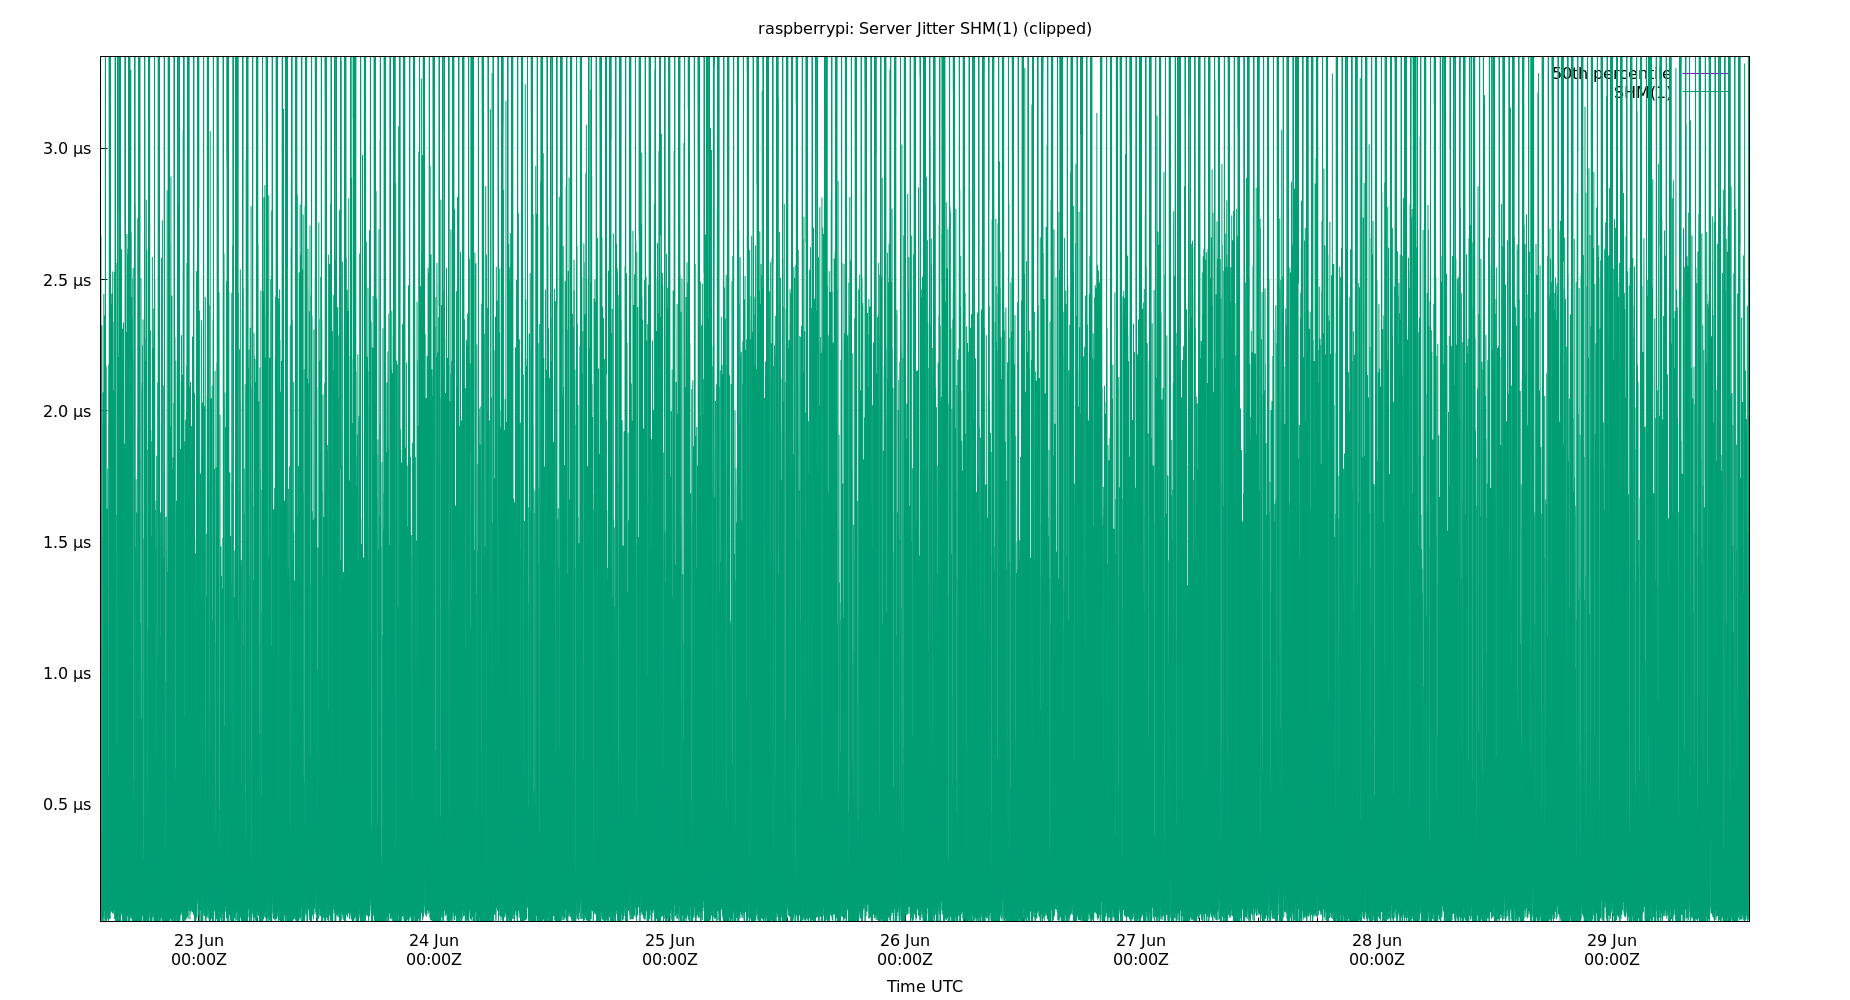 raspberrypi: Server Jitter SHM(1) (clipped)
50th percentile
SHM(1)
3.0 µs
2.5 µs
2.0 µs
1.5 µs
1.0 µs
0.5 µs
23 Jun 24 Jun 25 Jun 26 Jun 27 Jun 28 Jun 29 Jun
00:00Z 00:00Z 00:00Z 00:00Z 00:00Z 00:00Z 00:00Z
Time UTC